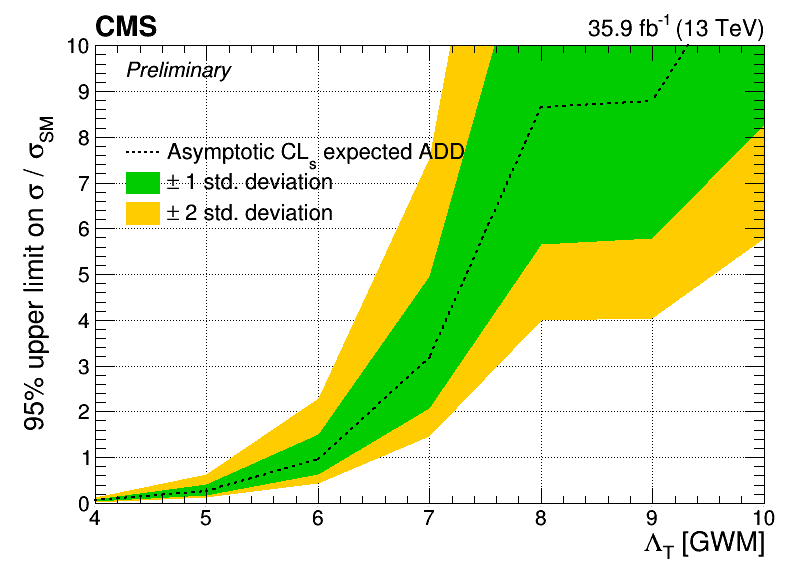 CMS
35.9 fb⁻¹ (13 TeV)
Preliminary
Asymptotic CLₛ expected ADD
± 1 std. deviation
± 2 std. deviation
95% upper limit on σ / σ_SM
10
9
8
7
6
5
4
3
2
1
0
4 5 6 7 8 9 10
Λ_T [GWM]